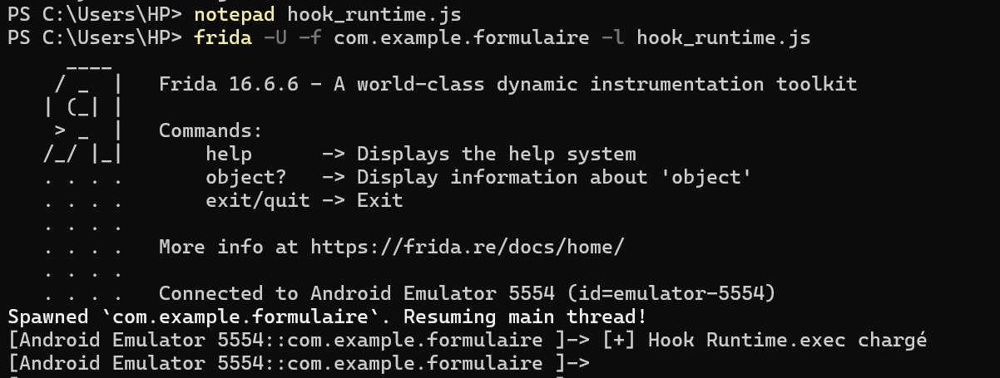 PS C:\Users\HP> notepad hook_runtime.js
PS C:\Users\HP> frida -U -f com.example.formulaire -l hook_runtime.js
     ____
    / _  |   Frida 16.6.6 - A world-class dynamic instrumentation toolkit
   | (_| |
    > _  |   Commands:
   /_/ |_|       help      -> Displays the help system
   . . . .       object?   -> Display information about 'object'
   . . . .       exit/quit -> Exit
   . . . .
   . . . .   More info at https://frida.re/docs/home/
   . . . .
   . . . .   Connected to Android Emulator 5554 (id=emulator-5554)
Spawned `com.example.formulaire`. Resuming main thread!
[Android Emulator 5554::com.example.formulaire ]-> [+] Hook Runtime.exec chargé
[Android Emulator 5554::com.example.formulaire ]->